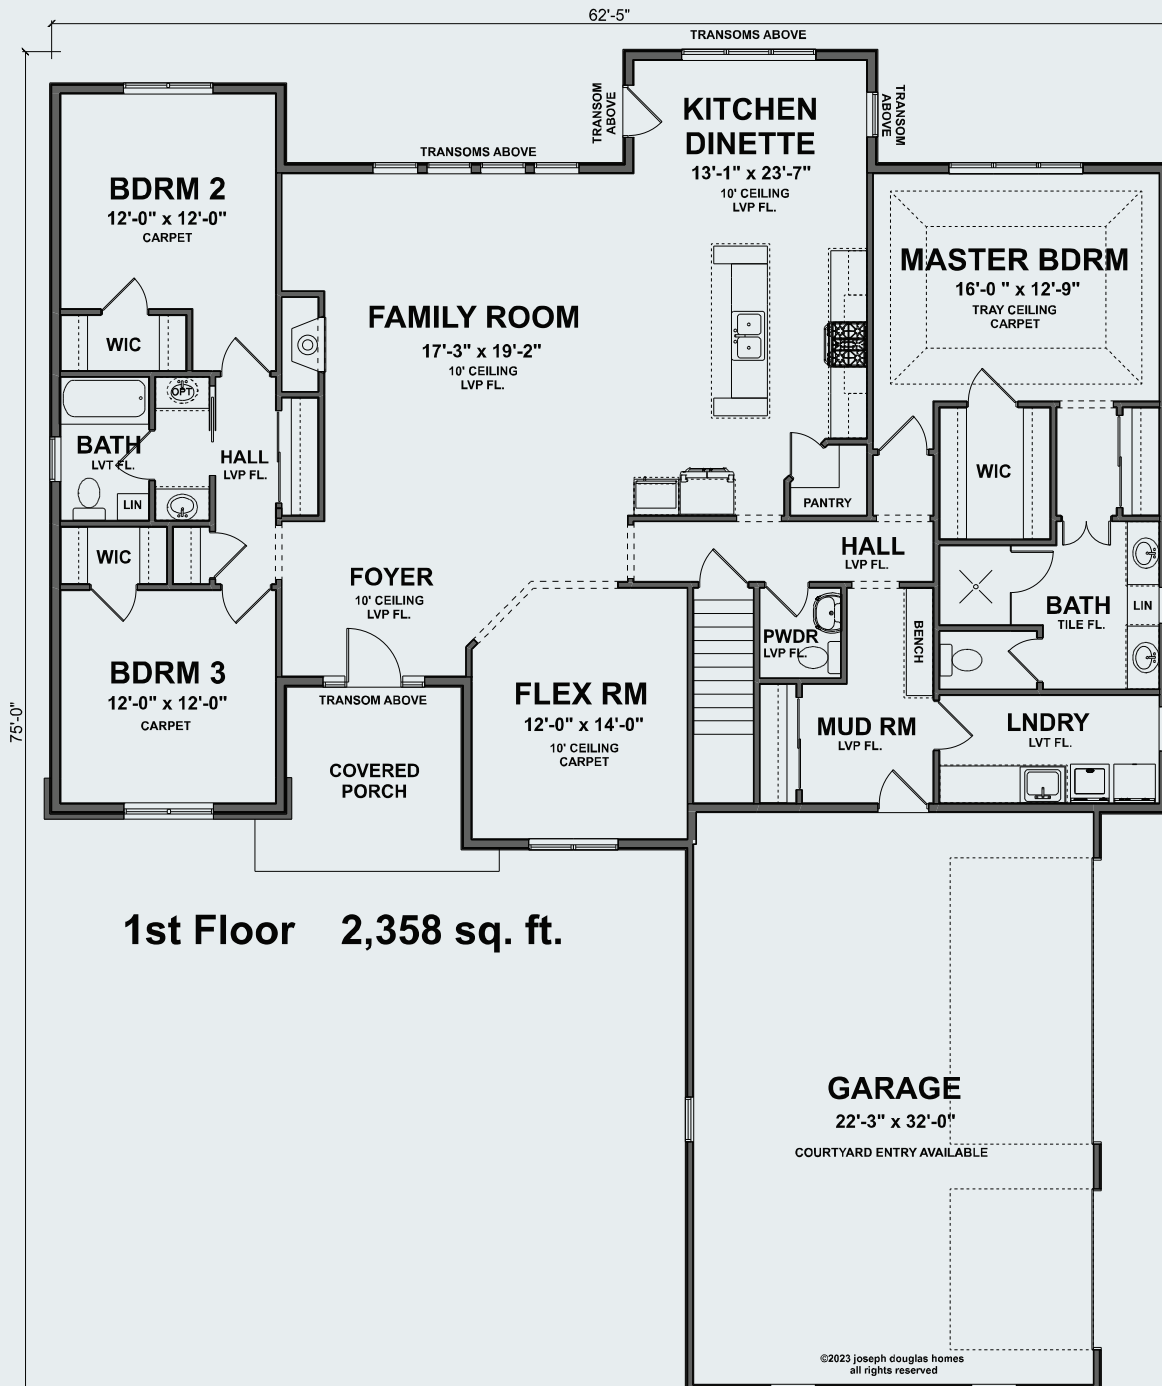 62'-5"
TRANSOMS ABOVE
TRANSOM
ABOVE
KITCHEN
DINETTE
13'-1" x 23'-7"
10' CEILING
LVP FL.
TRANSOM
ABOVE
TRANSOMS ABOVE
BDRM 2
12'-0" x 12'-0"
CARPET
MASTER BDRM
16'-0 " x 12'-9"
TRAY CEILING
CARPET
FAMILY ROOM
17'-3" x 19'-2"
10' CEILING
LVP FL.
WIC
OPT
BATH
LVT FL.
HALL
LVP FL.
LIN
WIC
PANTRY
WIC
HALL
LVP FL.
FOYER
10' CEILING
LVP FL.
BATH
TILE FL.
LIN
PWDR
LVP FL.
BENCH
BDRM 3
12'-0" x 12'-0"
CARPET
TRANSOM ABOVE
FLEX RM
12'-0" x 14'-0"
10' CEILING
CARPET
MUD RM
LVP FL.
LNDRY
LVT FL.
75'-0"
COVERED
PORCH
1st Floor 2,358 sq. ft.
GARAGE
22'-3" x 32'-0"
COURTYARD ENTRY AVAILABLE
©2023 joseph douglas homes
all rights reserved